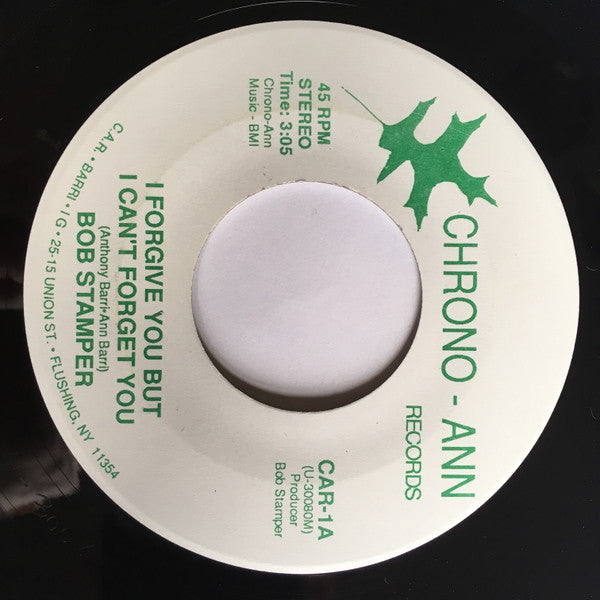 CHRONO - ANN
RECORDS
45 RPM
STEREO
Time: 3:05
Chrono-Ann
Music - BMI
CAR-1A
(U-30080M)
Producer
Bob Stamper
I FORGIVE YOU BUT
I CAN'T FORGET YOU
(Anthony Barri-Ann Barri)
BOB STAMPER
C.A.R. • BARRI • I G • 25-15 UNION ST. • FLUSHING, NY 11354